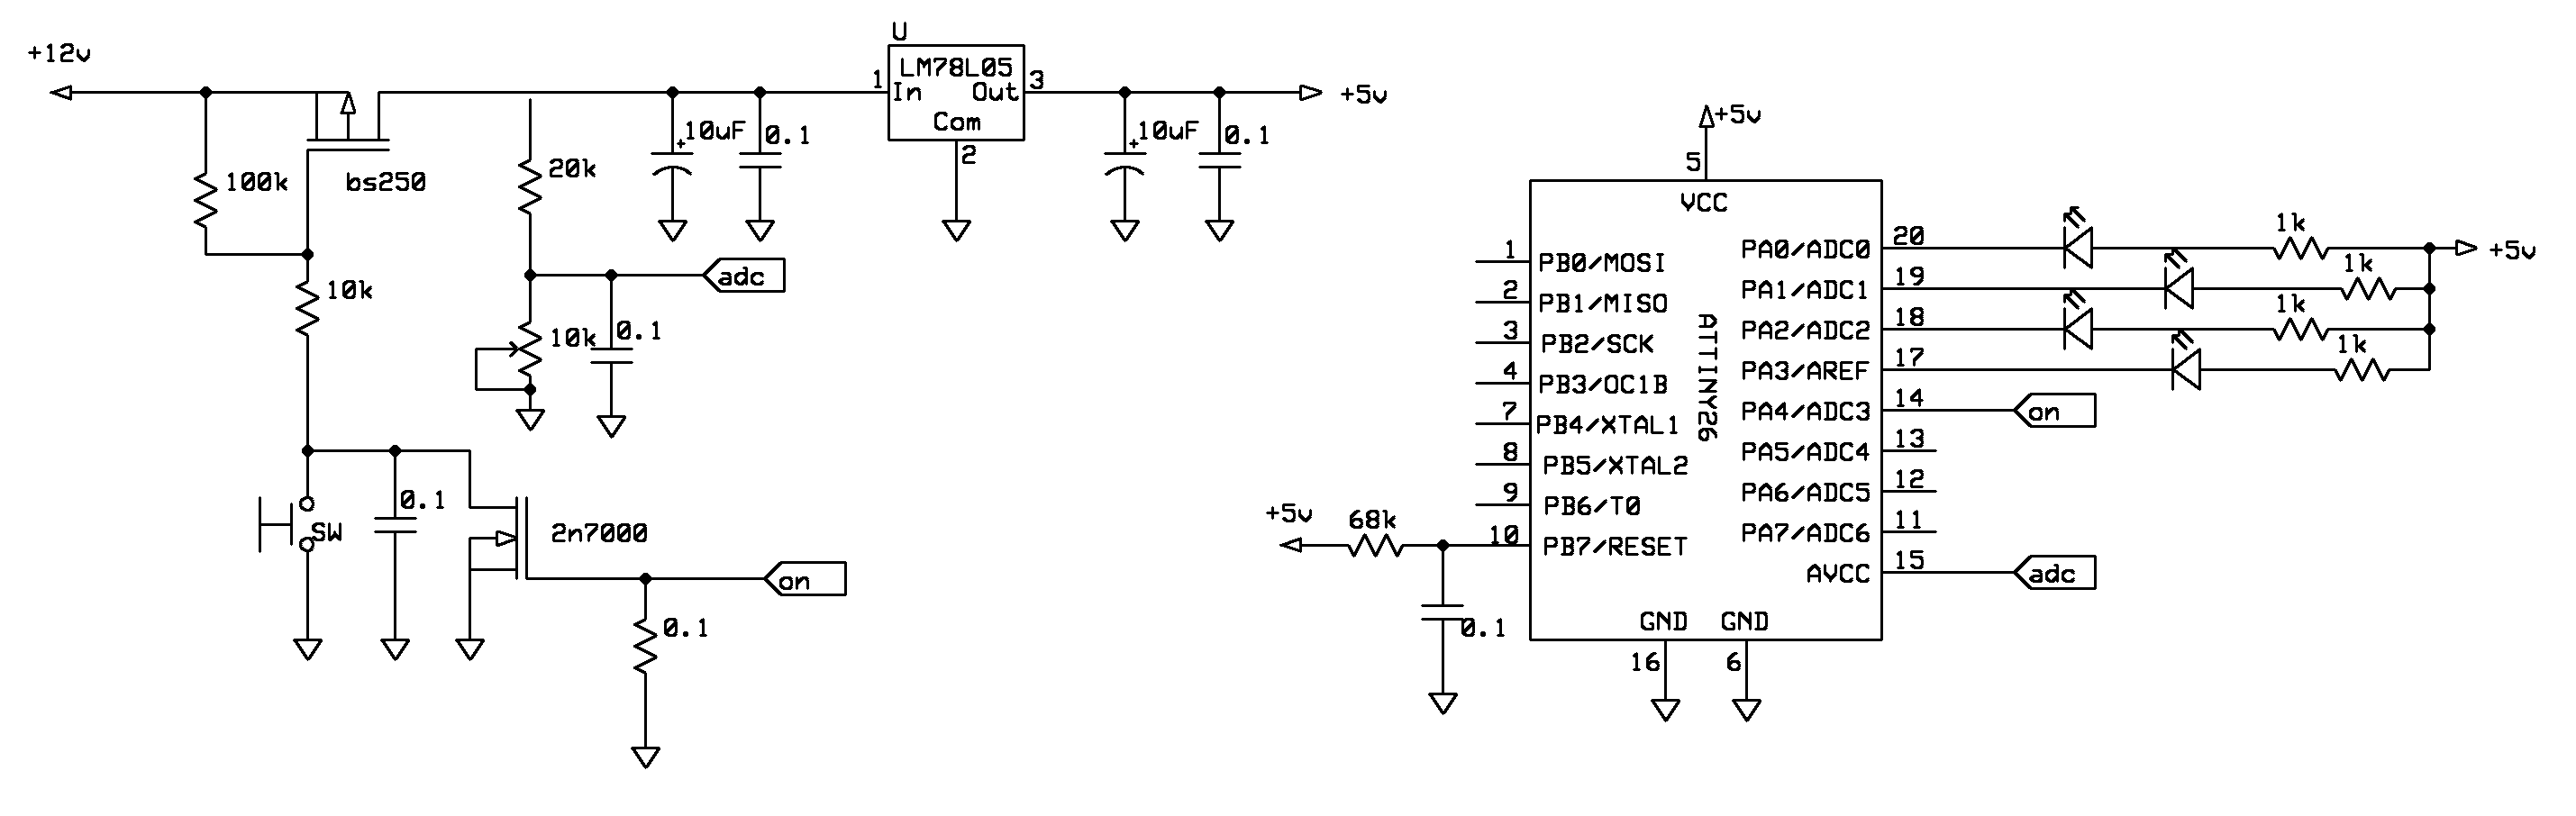 +12v
U
LM78L05
1
In
Out
3
Com
2
+5v
10uF
0.1
10uF
0.1
100k
bs250
20k
10k
adc
10k
0.1
0.1
SW
2n7000
on
0.1
+5v
5
VCC
ATTINY26
1
PB0/MOSI
2
PB1/MISO
3
PB2/SCK
4
PB3/OC1B
7
PB4/XTAL1
8
PB5/XTAL2
9
PB6/T0
10
PB7/RESET
+5v
68k
0.1
PA0/ADC0
20
1k
+5v
PA1/ADC1
19
1k
PA2/ADC2
18
1k
PA3/AREF
17
1k
PA4/ADC3
14
on
PA5/ADC4
13
PA6/ADC5
12
PA7/ADC6
11
AVCC
15
adc
GND
GND
16
6